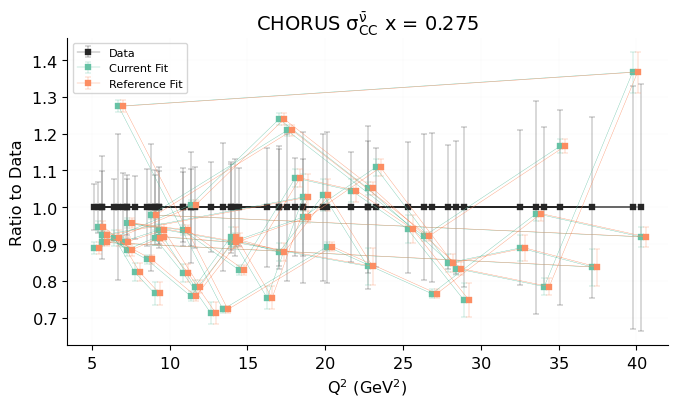 CHORUS σ_CC^ν̄ x = 0.275
Data
Current Fit
Reference Fit
Ratio to Data
1.4
1.3
1.2
1.1
1.0
0.9
0.8
0.7
5 10 15 20 25 30 35 40
Q² (GeV²)